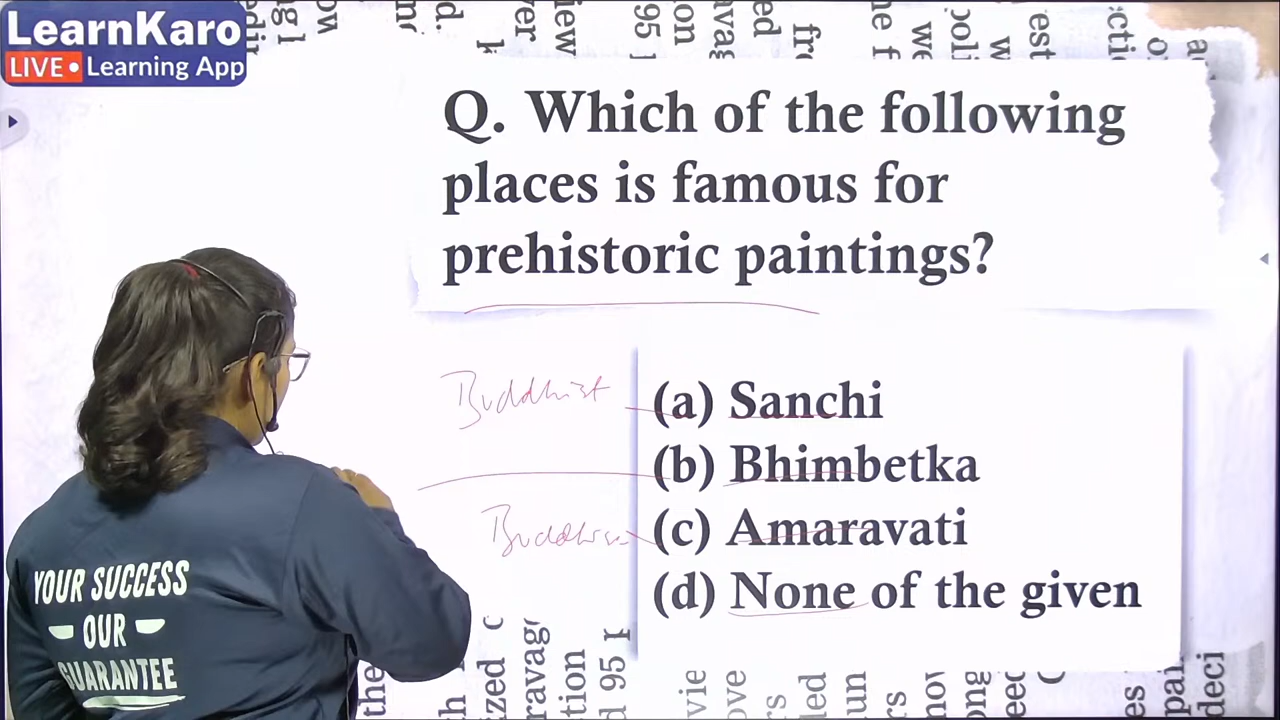 LearnKaro
LIVE • Learning App
Q. Which of the following
places is famous for
prehistoric paintings?
Buddhist
(a) Sanchi
(b) Bhimbetka
Buddhism
(c) Amaravati
(d) None of the given
YOUR SUCCESS
OUR
GUARANTEE